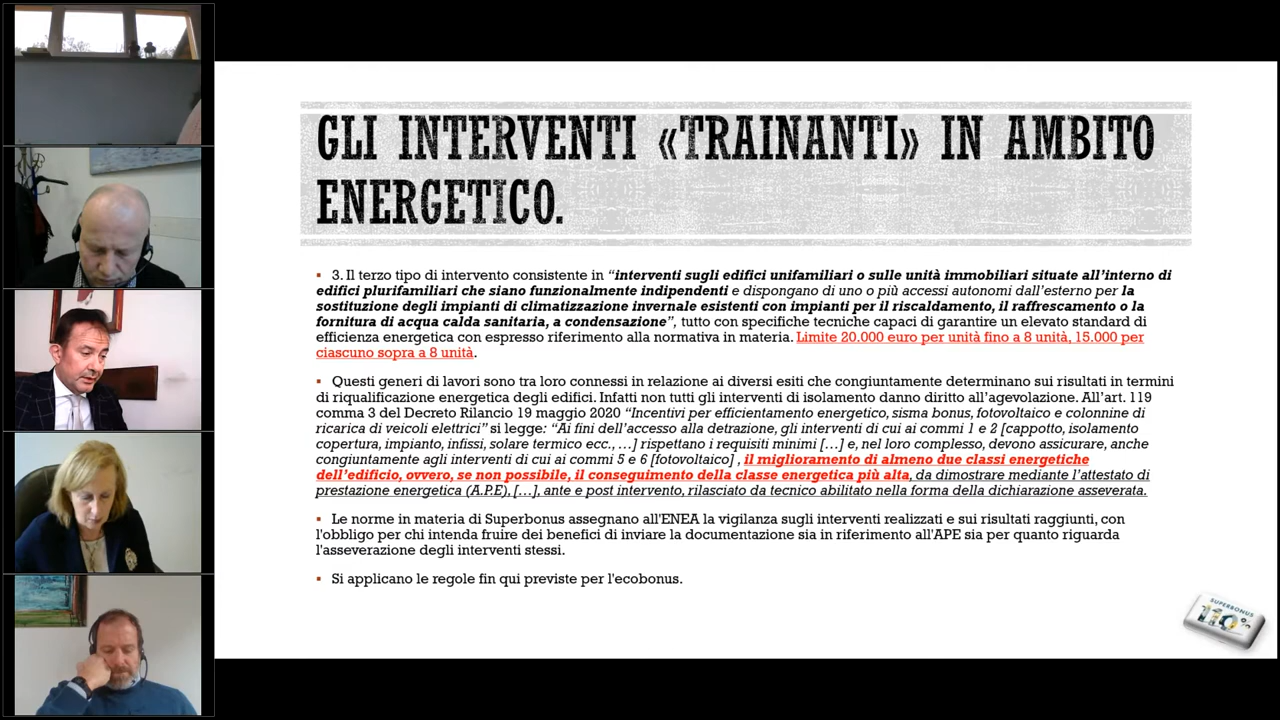 GLI INTERVENTI «TRAINANTI» IN AMBITO
ENERGETICO.
▪ 3. Il terzo tipo di intervento consistente in “interventi sugli edifici unifamiliari o sulle unità immobiliari situate all’interno di
edifici plurifamiliari che siano funzionalmente indipendenti e dispongano di uno o più accessi autonomi dall’esterno per la
sostituzione degli impianti di climatizzazione invernale esistenti con impianti per il riscaldamento, il raffrescamento o la
fornitura di acqua calda sanitaria, a condensazione”, tutto con specifiche tecniche capaci di garantire un elevato standard di
efficienza energetica con espresso riferimento alla normativa in materia. Limite 20.000 euro per unità fino a 8 unità, 15.000 per
ciascuno sopra a 8 unità.
▪ Questi generi di lavori sono tra loro connessi in relazione ai diversi esiti che congiuntamente determinano sui risultati in termini
di riqualificazione energetica degli edifici. Infatti non tutti gli interventi di isolamento danno diritto all’agevolazione. All’art. 119
comma 3 del Decreto Rilancio 19 maggio 2020 “Incentivi per efficientamento energetico, sisma bonus, fotovoltaico e colonnine di
ricarica di veicoli elettrici” si legge: “Ai fini dell’accesso alla detrazione, gli interventi di cui ai commi 1 e 2 [cappotto, isolamento
copertura, impianto, infissi, solare termico ecc., …] rispettano i requisiti minimi […] e, nel loro complesso, devono assicurare, anche
congiuntamente agli interventi di cui ai commi 5 e 6 [fotovoltaico] , il miglioramento di almeno due classi energetiche
dell’edificio, ovvero, se non possibile, il conseguimento della classe energetica più alta, da dimostrare mediante l’attestato di
prestazione energetica (A.P.E), […], ante e post intervento, rilasciato da tecnico abilitato nella forma della dichiarazione asseverata.
▪ Le norme in materia di Superbonus assegnano all'ENEA la vigilanza sugli interventi realizzati e sui risultati raggiunti, con
l'obbligo per chi intenda fruire dei benefici di inviare la documentazione sia in riferimento all'APE sia per quanto riguarda
l'asseverazione degli interventi stessi.
▪ Si applicano le regole fin qui previste per l'ecobonus.
SUPERBONUS
110%